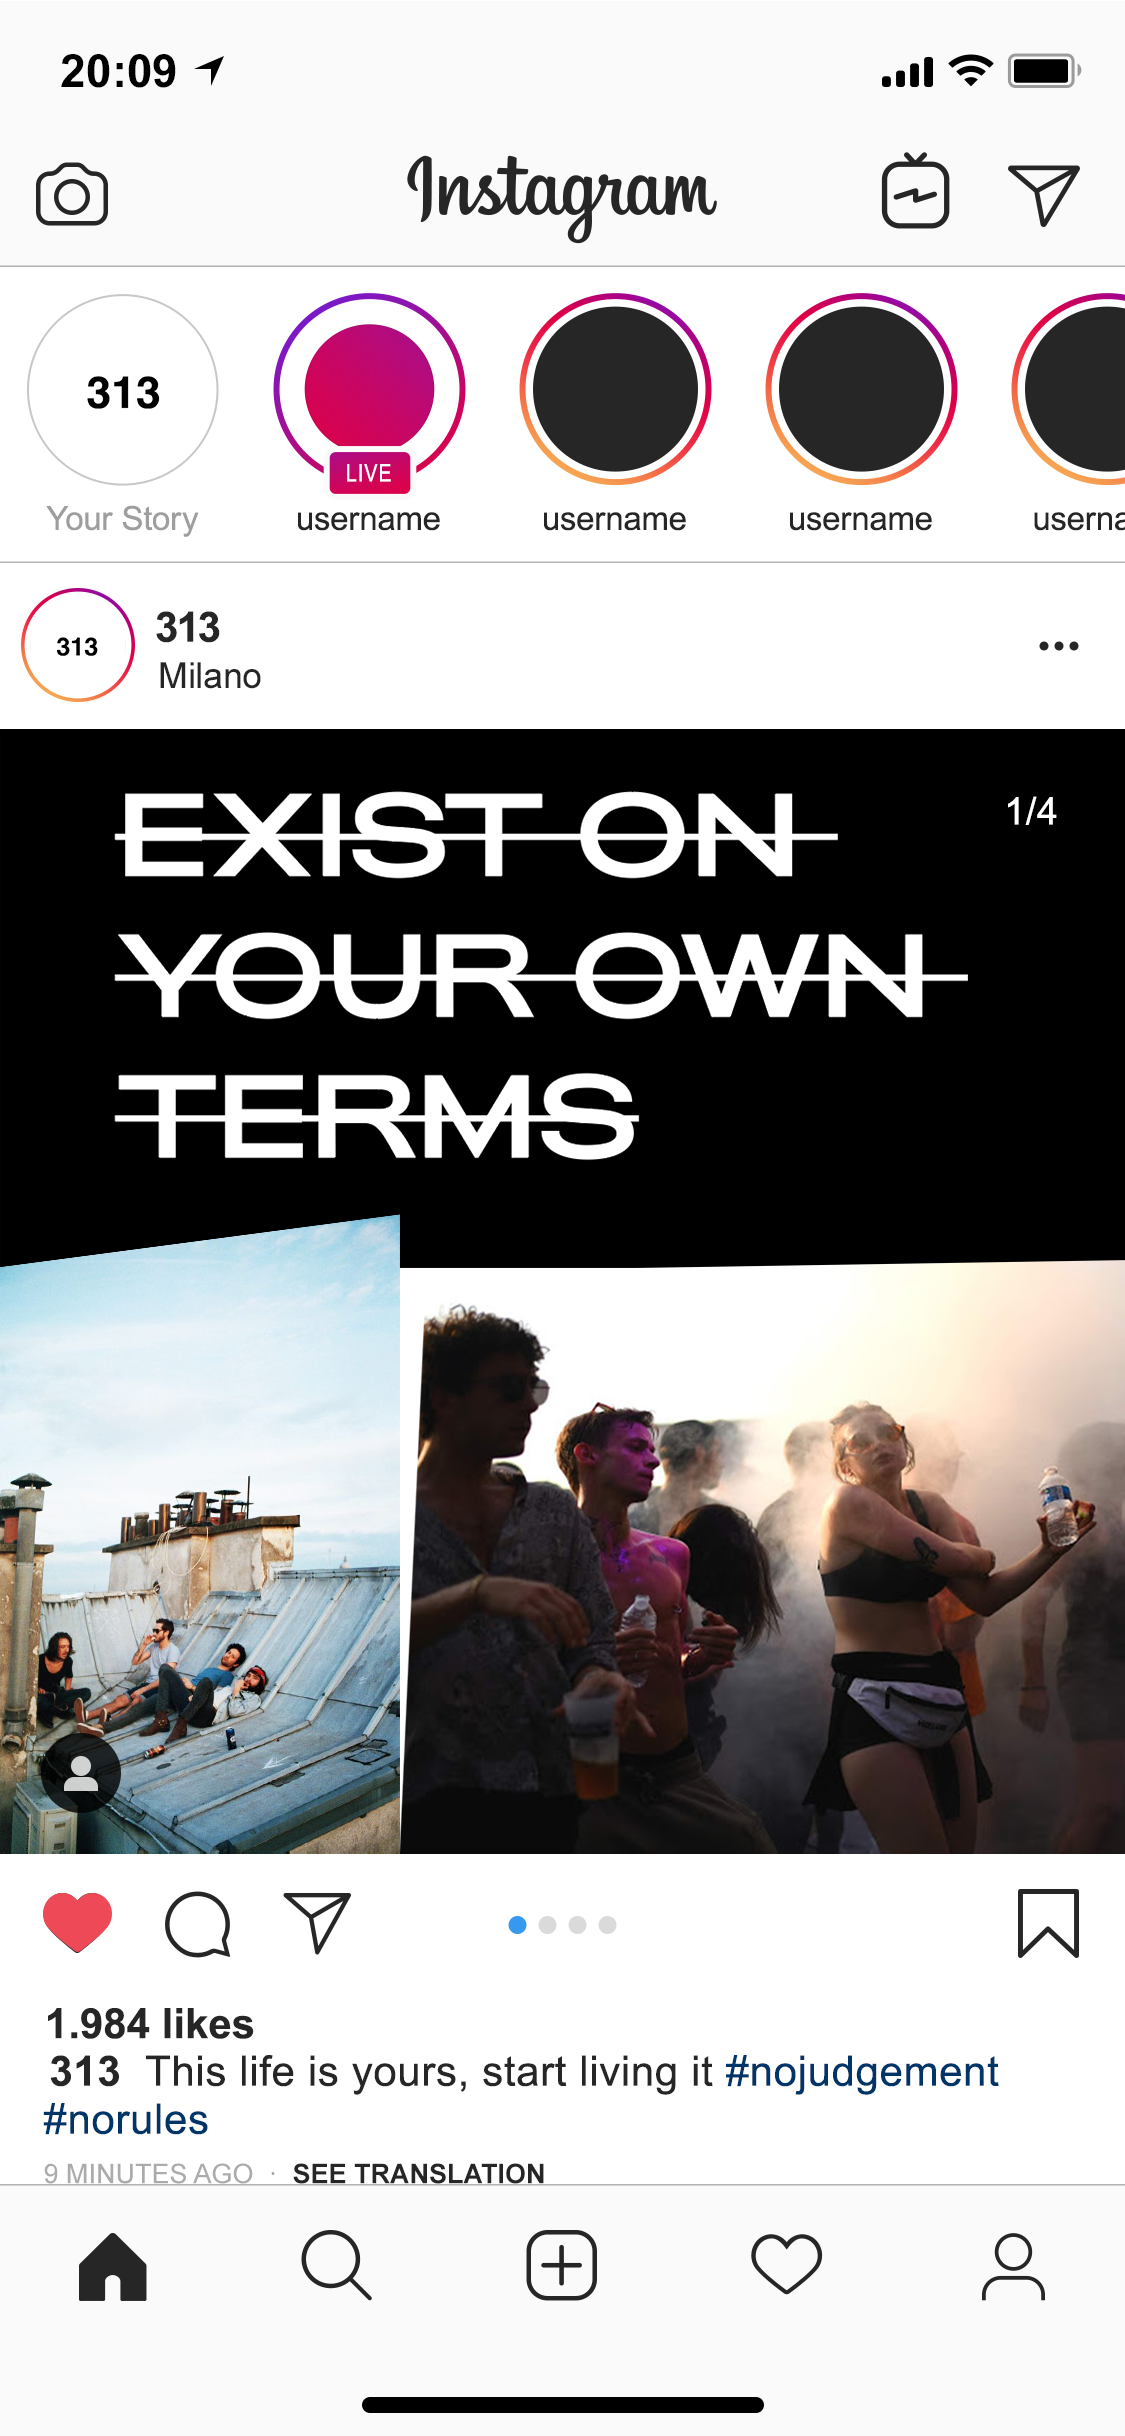 20:09
Instagram
313
LIVE
Your Story
username
username
username
userna
313
313
Milano
1/4
EXIST ON
YOUR OWN
TERMS
1.984 likes
313 This life is yours, start living it #nojudgement
#norules
9 MINUTES AGO · SEE TRANSLATION